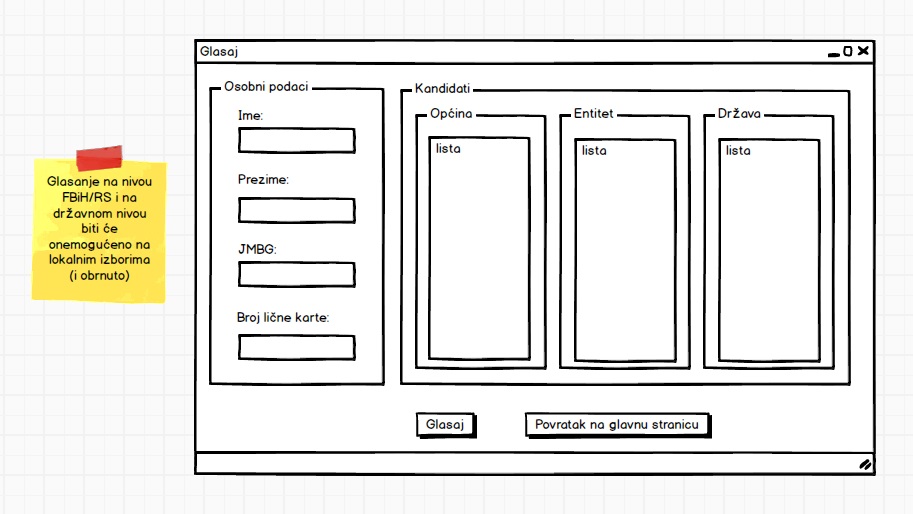 Glasaj
Osobni podaci
Ime:
Prezime:
JMBG:
Broj lične karte:
Kandidati
Općina
lista
Entitet
lista
Država
lista
Glasaj
Povratak na glavnu stranicu
Glasanje na nivou
FBiH/RS i na
državnom nivou
biti će
onemogućeno na
lokalnim izborima
(i obrnuto)